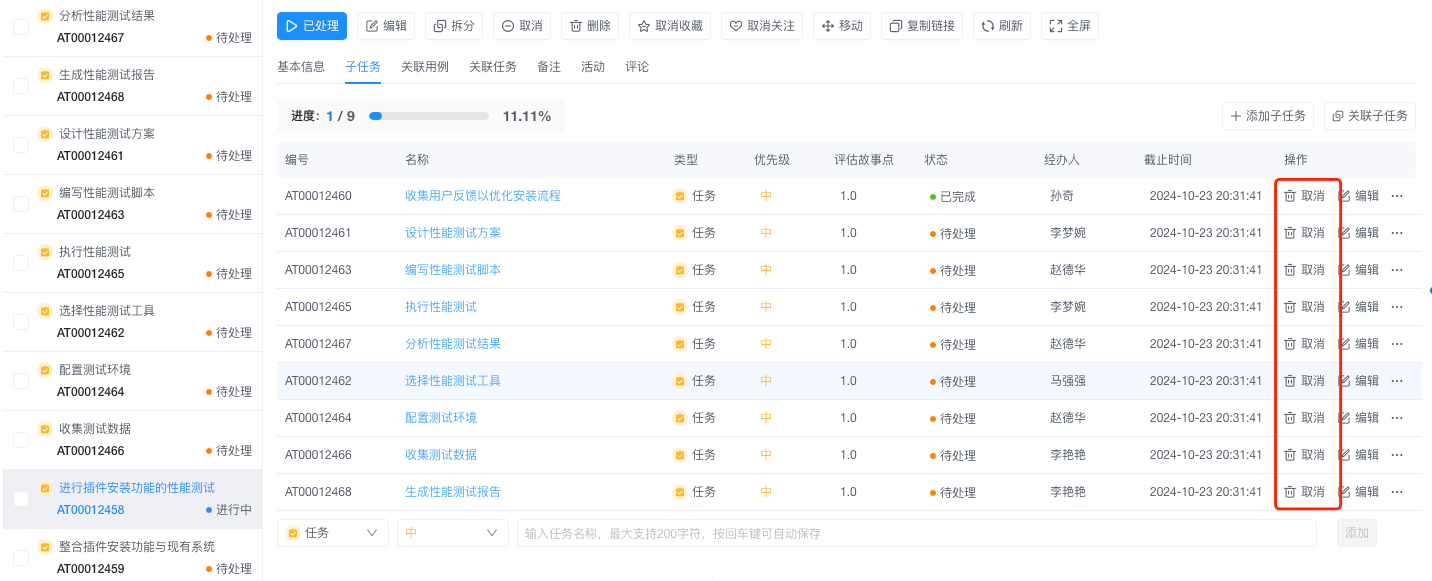 分析性能测试结果
AT00012467 待处理
生成性能测试报告
AT00012468 待处理
设计性能测试方案
AT00012461 待处理
编写性能测试脚本
AT00012463 待处理
执行性能测试
AT00012465 待处理
选择性能测试工具
AT00012462 待处理
配置测试环境
AT00012464 待处理
收集测试数据
AT00012466 待处理
进行插件安装功能的性能测试
AT00012458 进行中
整合插件安装功能与现有系统
AT00012459 待处理
已处理 编辑 拆分 取消 删除 取消收藏 取消关注 移动 复制链接 刷新 全屏
基本信息 子任务 关联用例 关联任务 备注 活动 评论
进度: 1 / 9 11.11% 添加子任务 关联子任务
编号 名称 类型 优先级 评估故事点 状态 经办人 截止时间 操作
AT00012460 收集用户反馈以优化安装流程 任务 中 1.0 已完成 孙奇 2024-10-23 20:31:41 取消 编辑 ···
AT00012461 设计性能测试方案 任务 中 1.0 待处理 李梦婉 2024-10-23 20:31:41 取消 编辑 ···
AT00012463 编写性能测试脚本 任务 中 1.0 待处理 赵德华 2024-10-23 20:31:41 取消 编辑 ···
AT00012465 执行性能测试 任务 中 1.0 待处理 李梦婉 2024-10-23 20:31:41 取消 编辑 ···
AT00012467 分析性能测试结果 任务 中 1.0 待处理 赵德华 2024-10-23 20:31:41 取消 编辑 ···
AT00012462 选择性能测试工具 任务 中 1.0 待处理 马强强 2024-10-23 20:31:41 取消 编辑 ···
AT00012464 配置测试环境 任务 中 1.0 待处理 赵德华 2024-10-23 20:31:41 取消 编辑 ···
AT00012466 收集测试数据 任务 中 1.0 待处理 李艳艳 2024-10-23 20:31:41 取消 编辑 ···
AT00012468 生成性能测试报告 任务 中 1.0 待处理 李艳艳 2024-10-23 20:31:41 取消 编辑 ···
任务 中 输入任务名称，最大支持200字符，按回车键可自动保存 添加